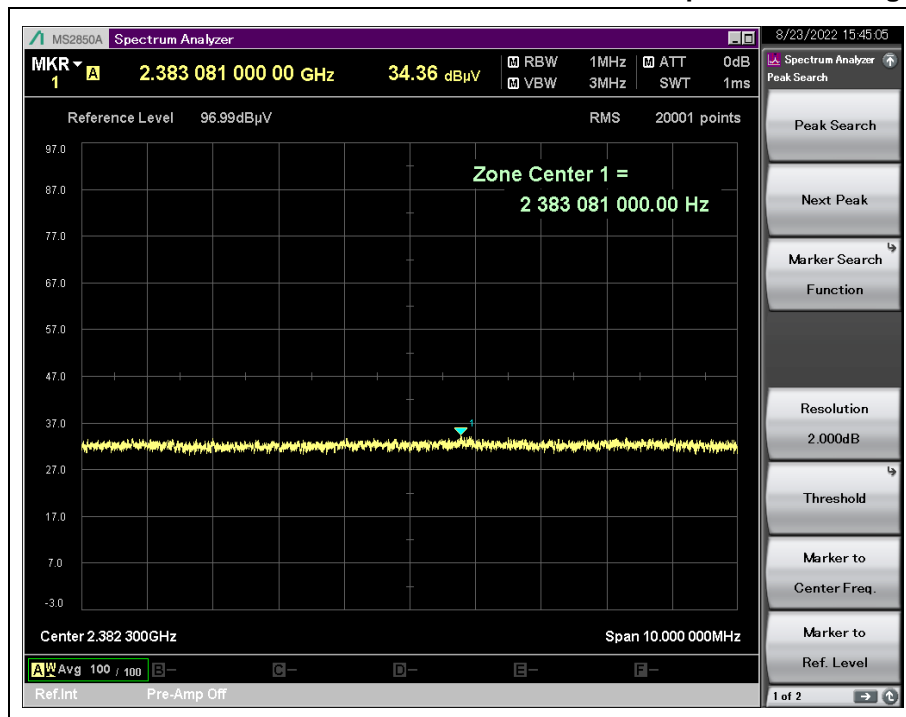 MS2850A Spectrum Analyzer
8/23/2022 15:45:05
MKR A 2.383 081 000 00 GHz 34.36 dBµV M RBW 1MHz M ATT 0dB
1 M VBW 3MHz SWT 1ms
Spectrum Analyzer
Peak Search
Reference Level 96.99dBµV RMS 20001 points
Peak Search
97.0
Zone Center 1 =
87.0
2 383 081 000.00 Hz
Next Peak
77.0
Marker Search
Function
67.0
57.0
47.0
37.0
1
Resolution
2.000dB
27.0
Threshold
17.0
7.0
Marker to
Center Freq.
-3.0
Center 2.382 300GHz Span 10.000 000MHz
Marker to
Ref. Level
A W Avg 100 / 100 B- C- D- E- F-
Ref.Int Pre-Amp Off
1 of 2